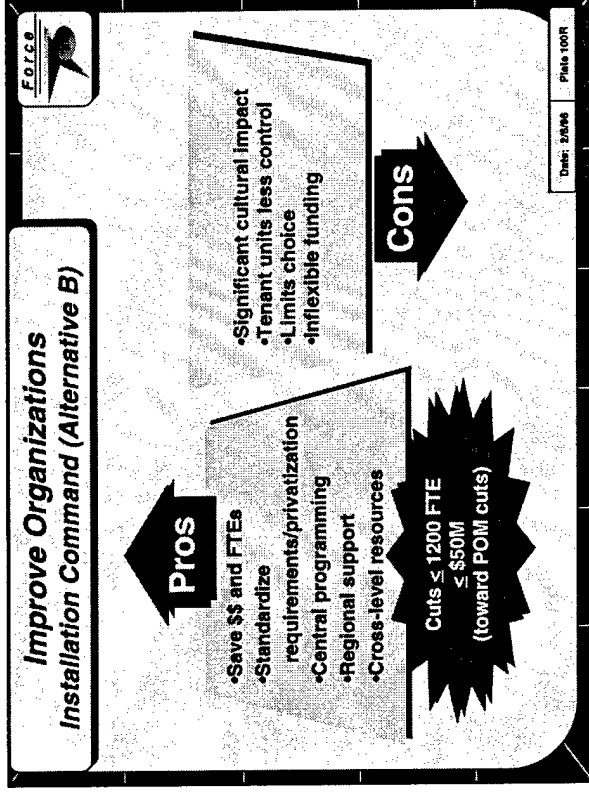 Improve Organizations
Installation Command (Alternative B)
Force
Pros
•Save $$ and FTEs
•Standardize
requirements/privatization
•Central programming
•Regional support
•Cross-level resources
•Significant cultural impact
•Tenant units less control
•Limits choice
•Inflexible funding
Cons
Cuts ≤ 1200 FTE
≤ $50M
(toward POM cuts)
Date: 2/6/96 Plate 100R